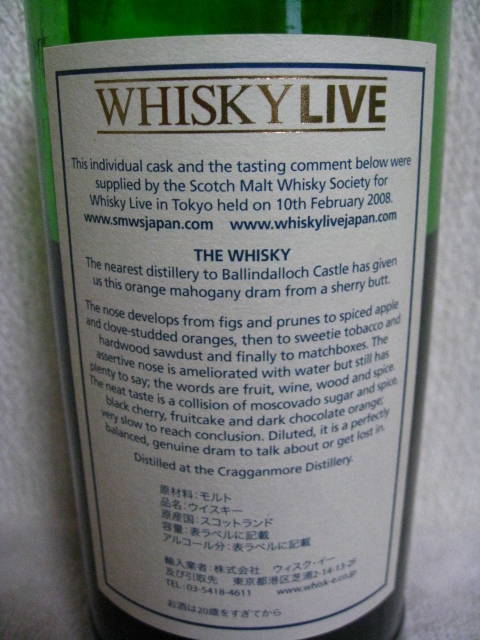 WHISKY LIVE
This individual cask and the tasting comment below were
supplied by the Scotch Malt Whisky Society for
Whisky Live in Tokyo held on 10th February 2008.
www.smwsjapan.com www.whiskylivejapan.com
THE WHISKY
The nearest distillery to Ballindalloch Castle has given
us this orange mahogany dram from a sherry butt.
The nose develops from figs and prunes to spiced apple
and clove-studded oranges, then to sweetie tobacco and
hardwood sawdust and finally to matchboxes. The
assertive nose is ameliorated with water but still has
plenty to say; the words are fruit, wine, wood and spice.
The neat taste is a collision of moscovado sugar and spice,
black cherry, fruitcake and dark chocolate orange;
very slow to reach conclusion. Diluted, it is a perfectly
balanced, genuine dram to talk about or get lost in.
Distilled at the Cragganmore Distillery.
原材料:モルト
品名:ウイスキー
原産国:スコットランド
容量:表ラベルに記載
アルコール分:表ラベルに記載
輸入業者:株式会社 ウィスク・イー
及び引取先 東京都港区芝浦2-14-13-2F
TEL:03-5418-4611 www.whisk-e.co.jp
お酒は20歳をすぎてから